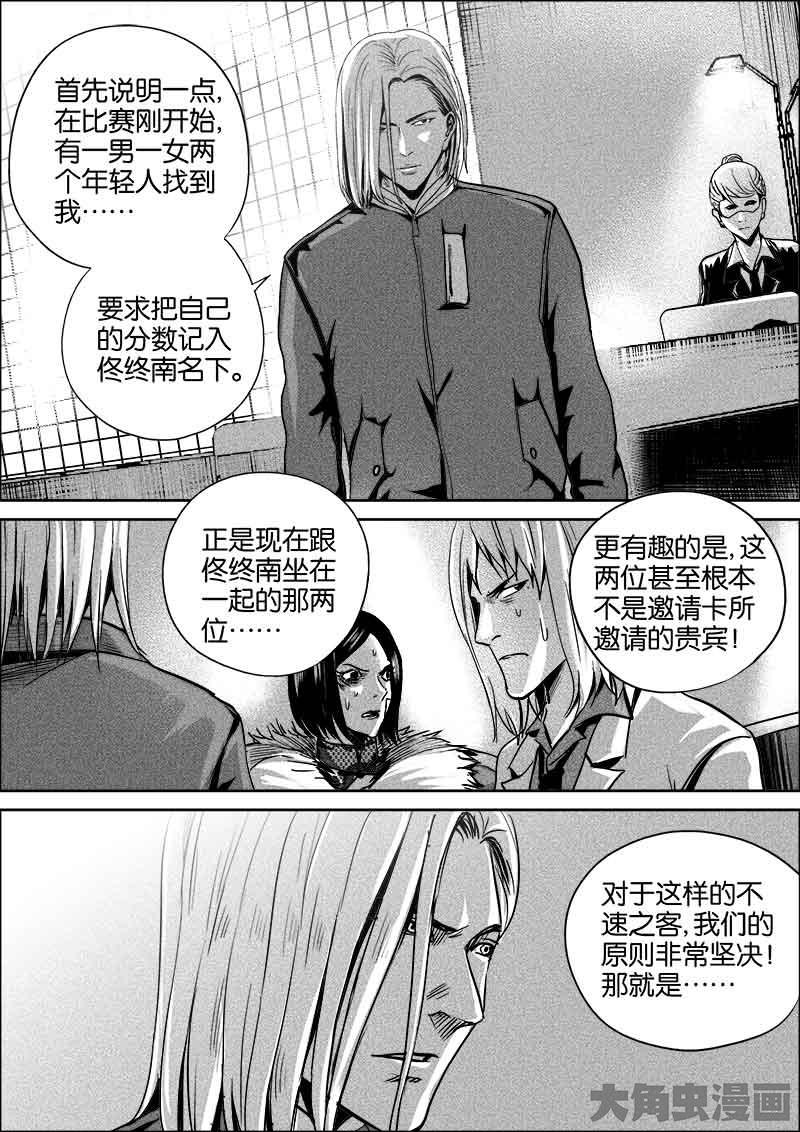 首先说明一点,
在比赛刚开始,
有一男一女两
个年轻人找到
我……
要求把自己
的分数记入
佟终南名下。
正是现在跟
佟终南坐在
一起的那两
位……
更有趣的是,这
两位甚至根本
不是邀请卡所
邀请的贵宾!
对于这样的不
速之客,我们的
原则非常坚决!
那就是……
大角虫漫画